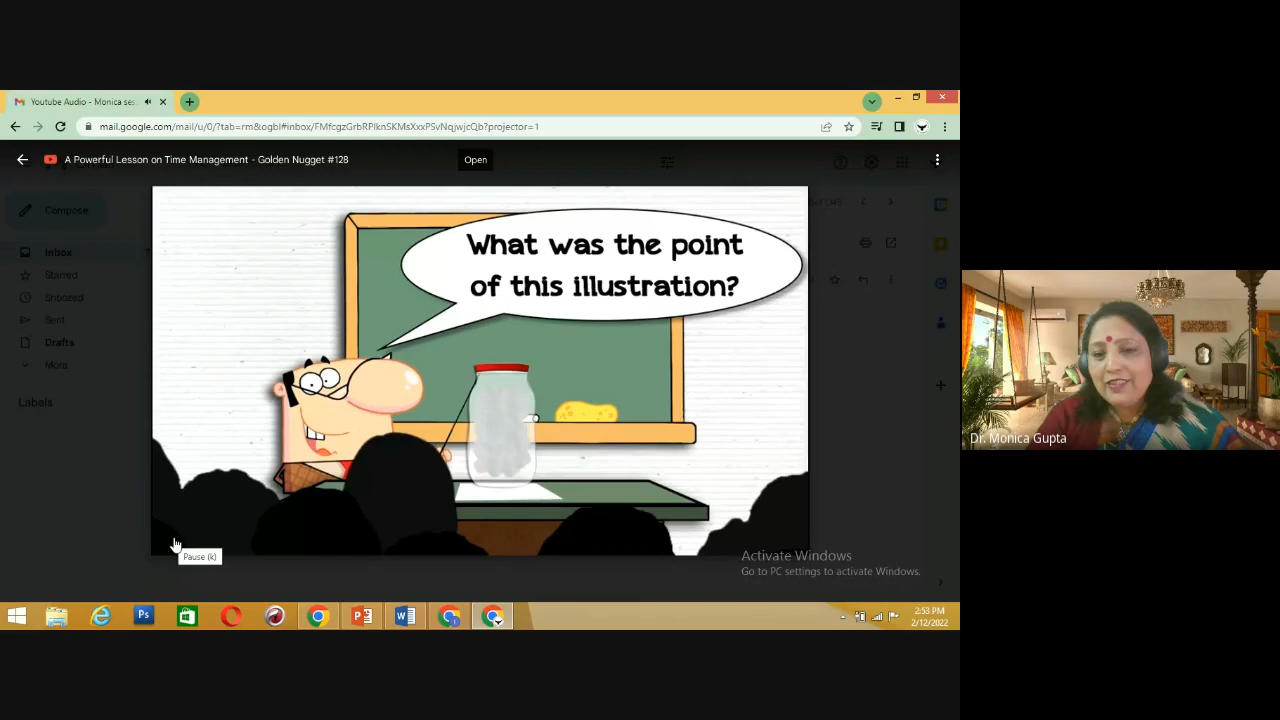 Youtube Audio - Monica ses
mail.google.com/mail/u/0/?tab=rm&ogbl#inbox/FMfcgzGrbRPlknSKMsXxxPSvNqjwjcQb?projector=1
A Powerful Lesson on Time Management - Golden Nugget #128
Open
Compose
Inbox
Starred
Snoozed
Sent
Drafts
More
Labels
What was the point
of this illustration?
Pause (k)
Activate Windows
Go to PC settings to activate Windows.
Ps
2:53 PM
2/12/2022
Dr. Monica Gupta